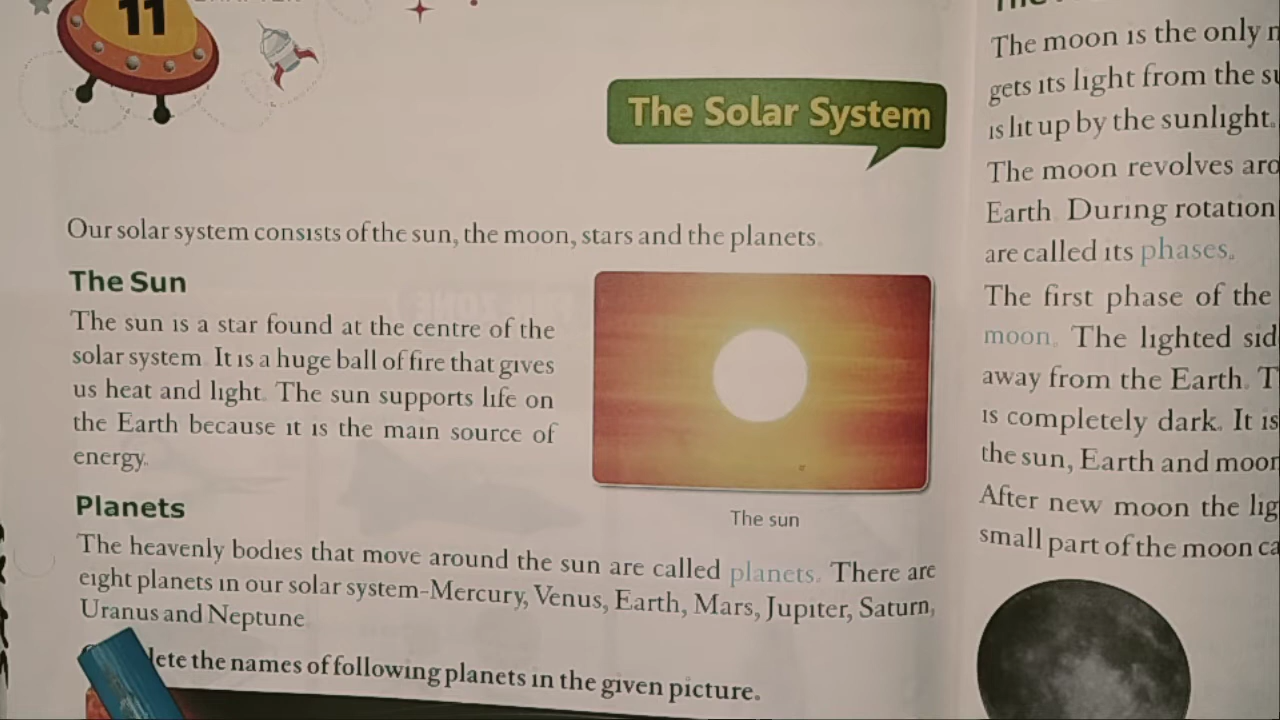 11
The Solar System
Our solar system consists of the sun, the moon, stars and the planets.
The Sun
The sun is a star found at the centre of the
solar system. It is a huge ball of fire that gives
us heat and light. The sun supports life on
the Earth because it is the main source of
energy.
The sun
Planets
The heavenly bodies that move around the sun are called planets. There are
eight planets in our solar system-Mercury, Venus, Earth, Mars, Jupiter, Saturn,
Uranus and Neptune
the names of following planets in the given picture.
The moon is the only
gets its light from the
is lit up by the sunlight.
The moon revolves
Earth During rotation
are called its phases.
The first phase of the
moon. The lighted
away from the Earth.
is completely dark. It is
the sun, Earth and
After new moon the
small part of the moon